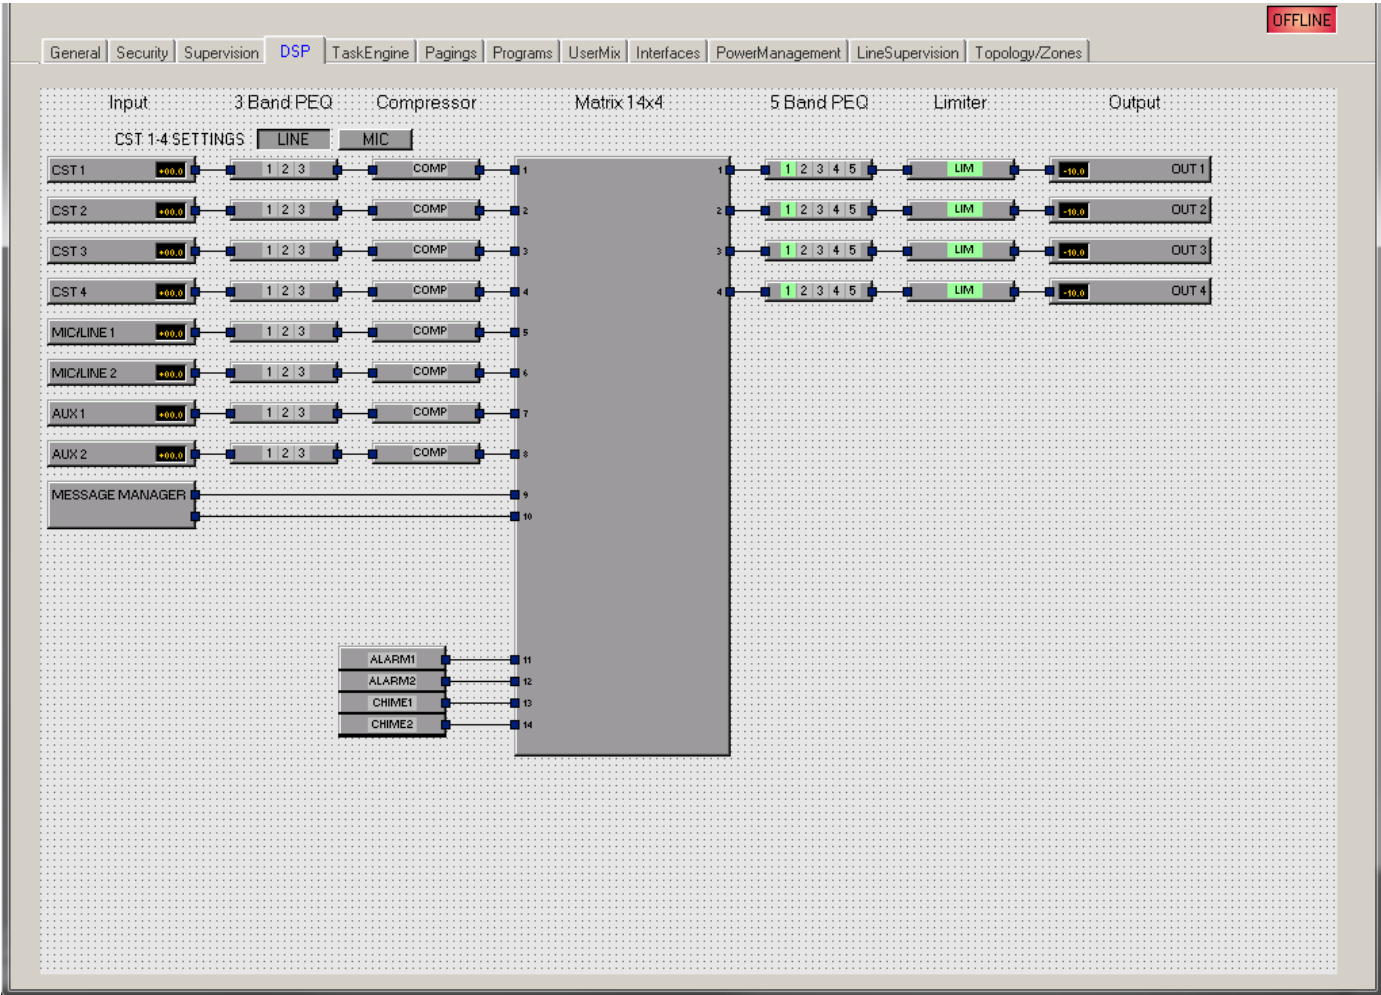 OFFLINE
General Security Supervision DSP TaskEngine Pagings Programs UserMix Interfaces PowerManagement LineSupervision Topology/Zones
Input 3 Band PEQ Compressor Matrix 14x4 5 Band PEQ Limiter Output
CST 1-4 SETTINGS LINE MIC
CST 1 +00.0 1 2 3 COMP 1 1 1 2 3 4 5 LIM -10.0 OUT 1
CST 2 +00.0 1 2 3 COMP 2 2 1 2 3 4 5 LIM -10.0 OUT 2
CST 3 +00.0 1 2 3 COMP 3 3 1 2 3 4 5 LIM -10.0 OUT 3
CST 4 +00.0 1 2 3 COMP 4 4 1 2 3 4 5 LIM -10.0 OUT 4
MIC/LINE 1 +00.0 1 2 3 COMP 5
MIC/LINE 2 +00.0 1 2 3 COMP 6
AUX 1 +00.0 1 2 3 COMP 7
AUX 2 +00.0 1 2 3 COMP 8
MESSAGE MANAGER 9
10
ALARM1 11
ALARM2 12
CHIME1 13
CHIME2 14